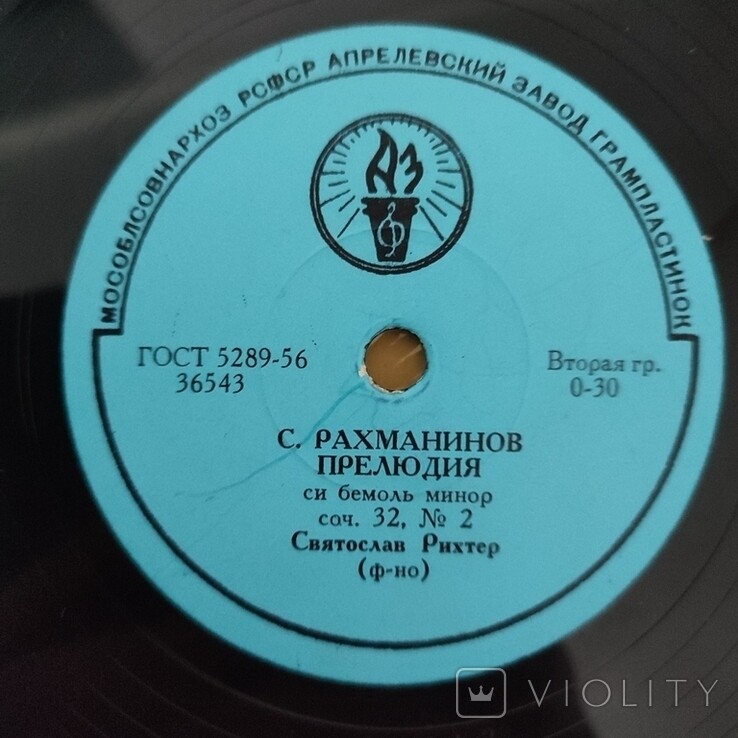 МОСОБЛСОВНАРХОЗ РСФСР АПРЕЛЕВСКИЙ ЗАВОД ГРАМПЛАСТИНОК
АЗ
ГОСТ 5289-56
36543
Вторая гр.
0-30
С. РАХМАНИНОВ
ПРЕЛЮДИЯ
си бемоль минор
соч. 32, № 2
Святослав Рихтер
(ф-но)
VIOLITY